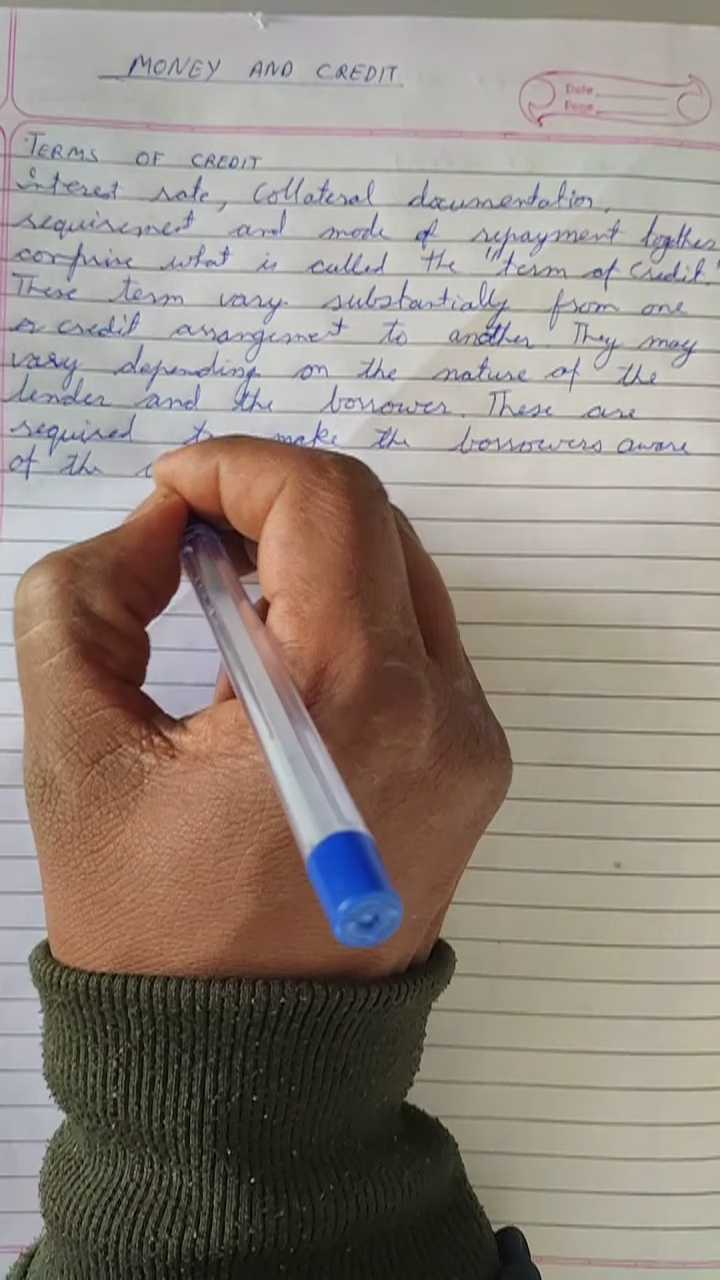 MONEY AND CREDIT
Date
Page
TERMS OF CREDIT
Interest rate, Collateral documentation,
requirement and mode of repayment together
comprise what is called the "term of Credit."
These term vary substantially from one
credit arrangement to another. They may
vary depending on the nature of the
lender and the borrower. These are
required to make the borrowers aware
of the